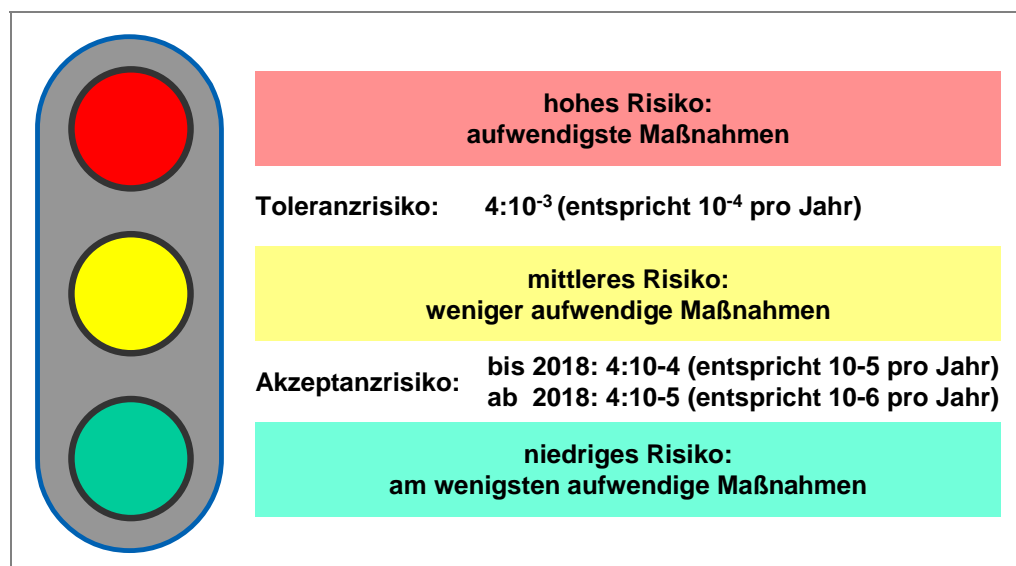 hohes Risiko:
aufwendigste Maßnahmen
Toleranzrisiko: 4:10⁻³ (entspricht 10⁻⁴ pro Jahr)
mittleres Risiko:
weniger aufwendige Maßnahmen
Akzeptanzrisiko:
bis 2018: 4:10-4 (entspricht 10-5 pro Jahr)
ab 2018: 4:10-5 (entspricht 10-6 pro Jahr)
niedriges Risiko:
am wenigsten aufwendige Maßnahmen